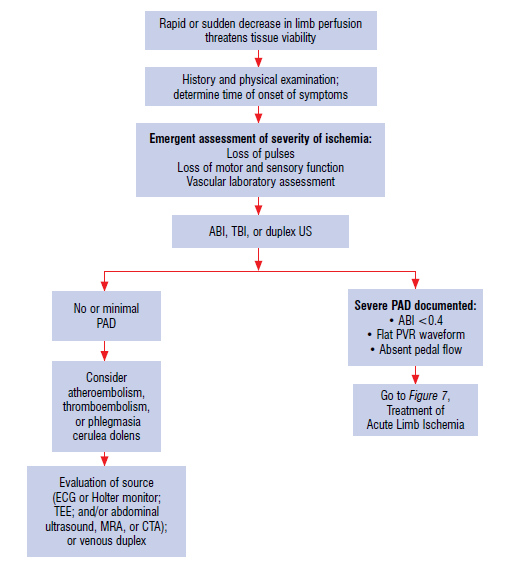 Rapid or sudden decrease in limb perfusion
threatens tissue viability
History and physical examination;
determine time of onset of symptoms
Emergent assessment of severity of ischemia:
Loss of pulses
Loss of motor and sensory function
Vascular laboratory assessment
ABI, TBI, or duplex US
No or minimal
PAD
Consider
atheroembolism,
thromboembolism,
or phlegmasia
cerulea dolens
Evaluation of source
(ECG or Holter monitor;
TEE; and/or abdominal
ultrasound, MRA, or CTA);
or venous duplex
Severe PAD documented:
• ABI <0.4
• Flat PVR waveform
• Absent pedal flow
Go to Figure 7,
Treatment of
Acute Limb Ischemia